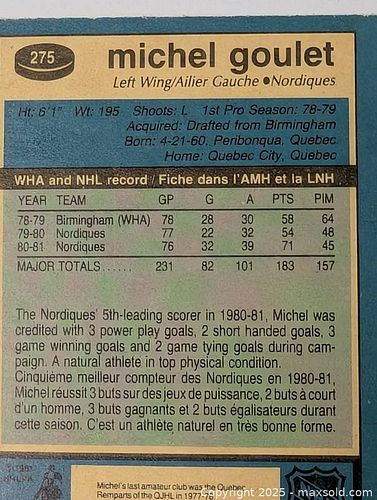 275
michel goulet
Left Wing/Ailier Gauche ●Nordiques
Ht: 6'1" Wt: 195 Shoots: L 1st Pro Season: 78-79
Acquired: Drafted from Birmingham
Born: 4-21-60, Peribonqua, Quebec
Home: Quebec City, Quebec
WHA and NHL record / Fiche dans l'AMH et la LNH
YEAR TEAM GP G A PTS PIM
78-79 Birmingham (WHA) 78 28 30 58 64
79-80 Nordiques 77 22 32 54 48
80-81 Nordiques 76 32 39 71 45
MAJOR TOTALS...... 231 82 101 183 157
The Nordiques' 5th-leading scorer in 1980-81, Michel was
credited with 3 power play goals, 2 short handed goals, 3
game winning goals and 2 game tying goals during cam-
paign. A natural athlete in top physical condition.
Cinquième meilleur compteur des Nordiques en 1980-81,
Michel réussit 3 buts sur des jeux de puissance, 2 buts à court
d'un homme, 3 buts gagnants et 2 buts égalisateurs durant
cette saison. C'est un athlète naturel en très bonne forme.
Michel's last amateur club was the Quebec
Remparts of the QJHL in 1977-78
Copyright 2025 - maxsold.com